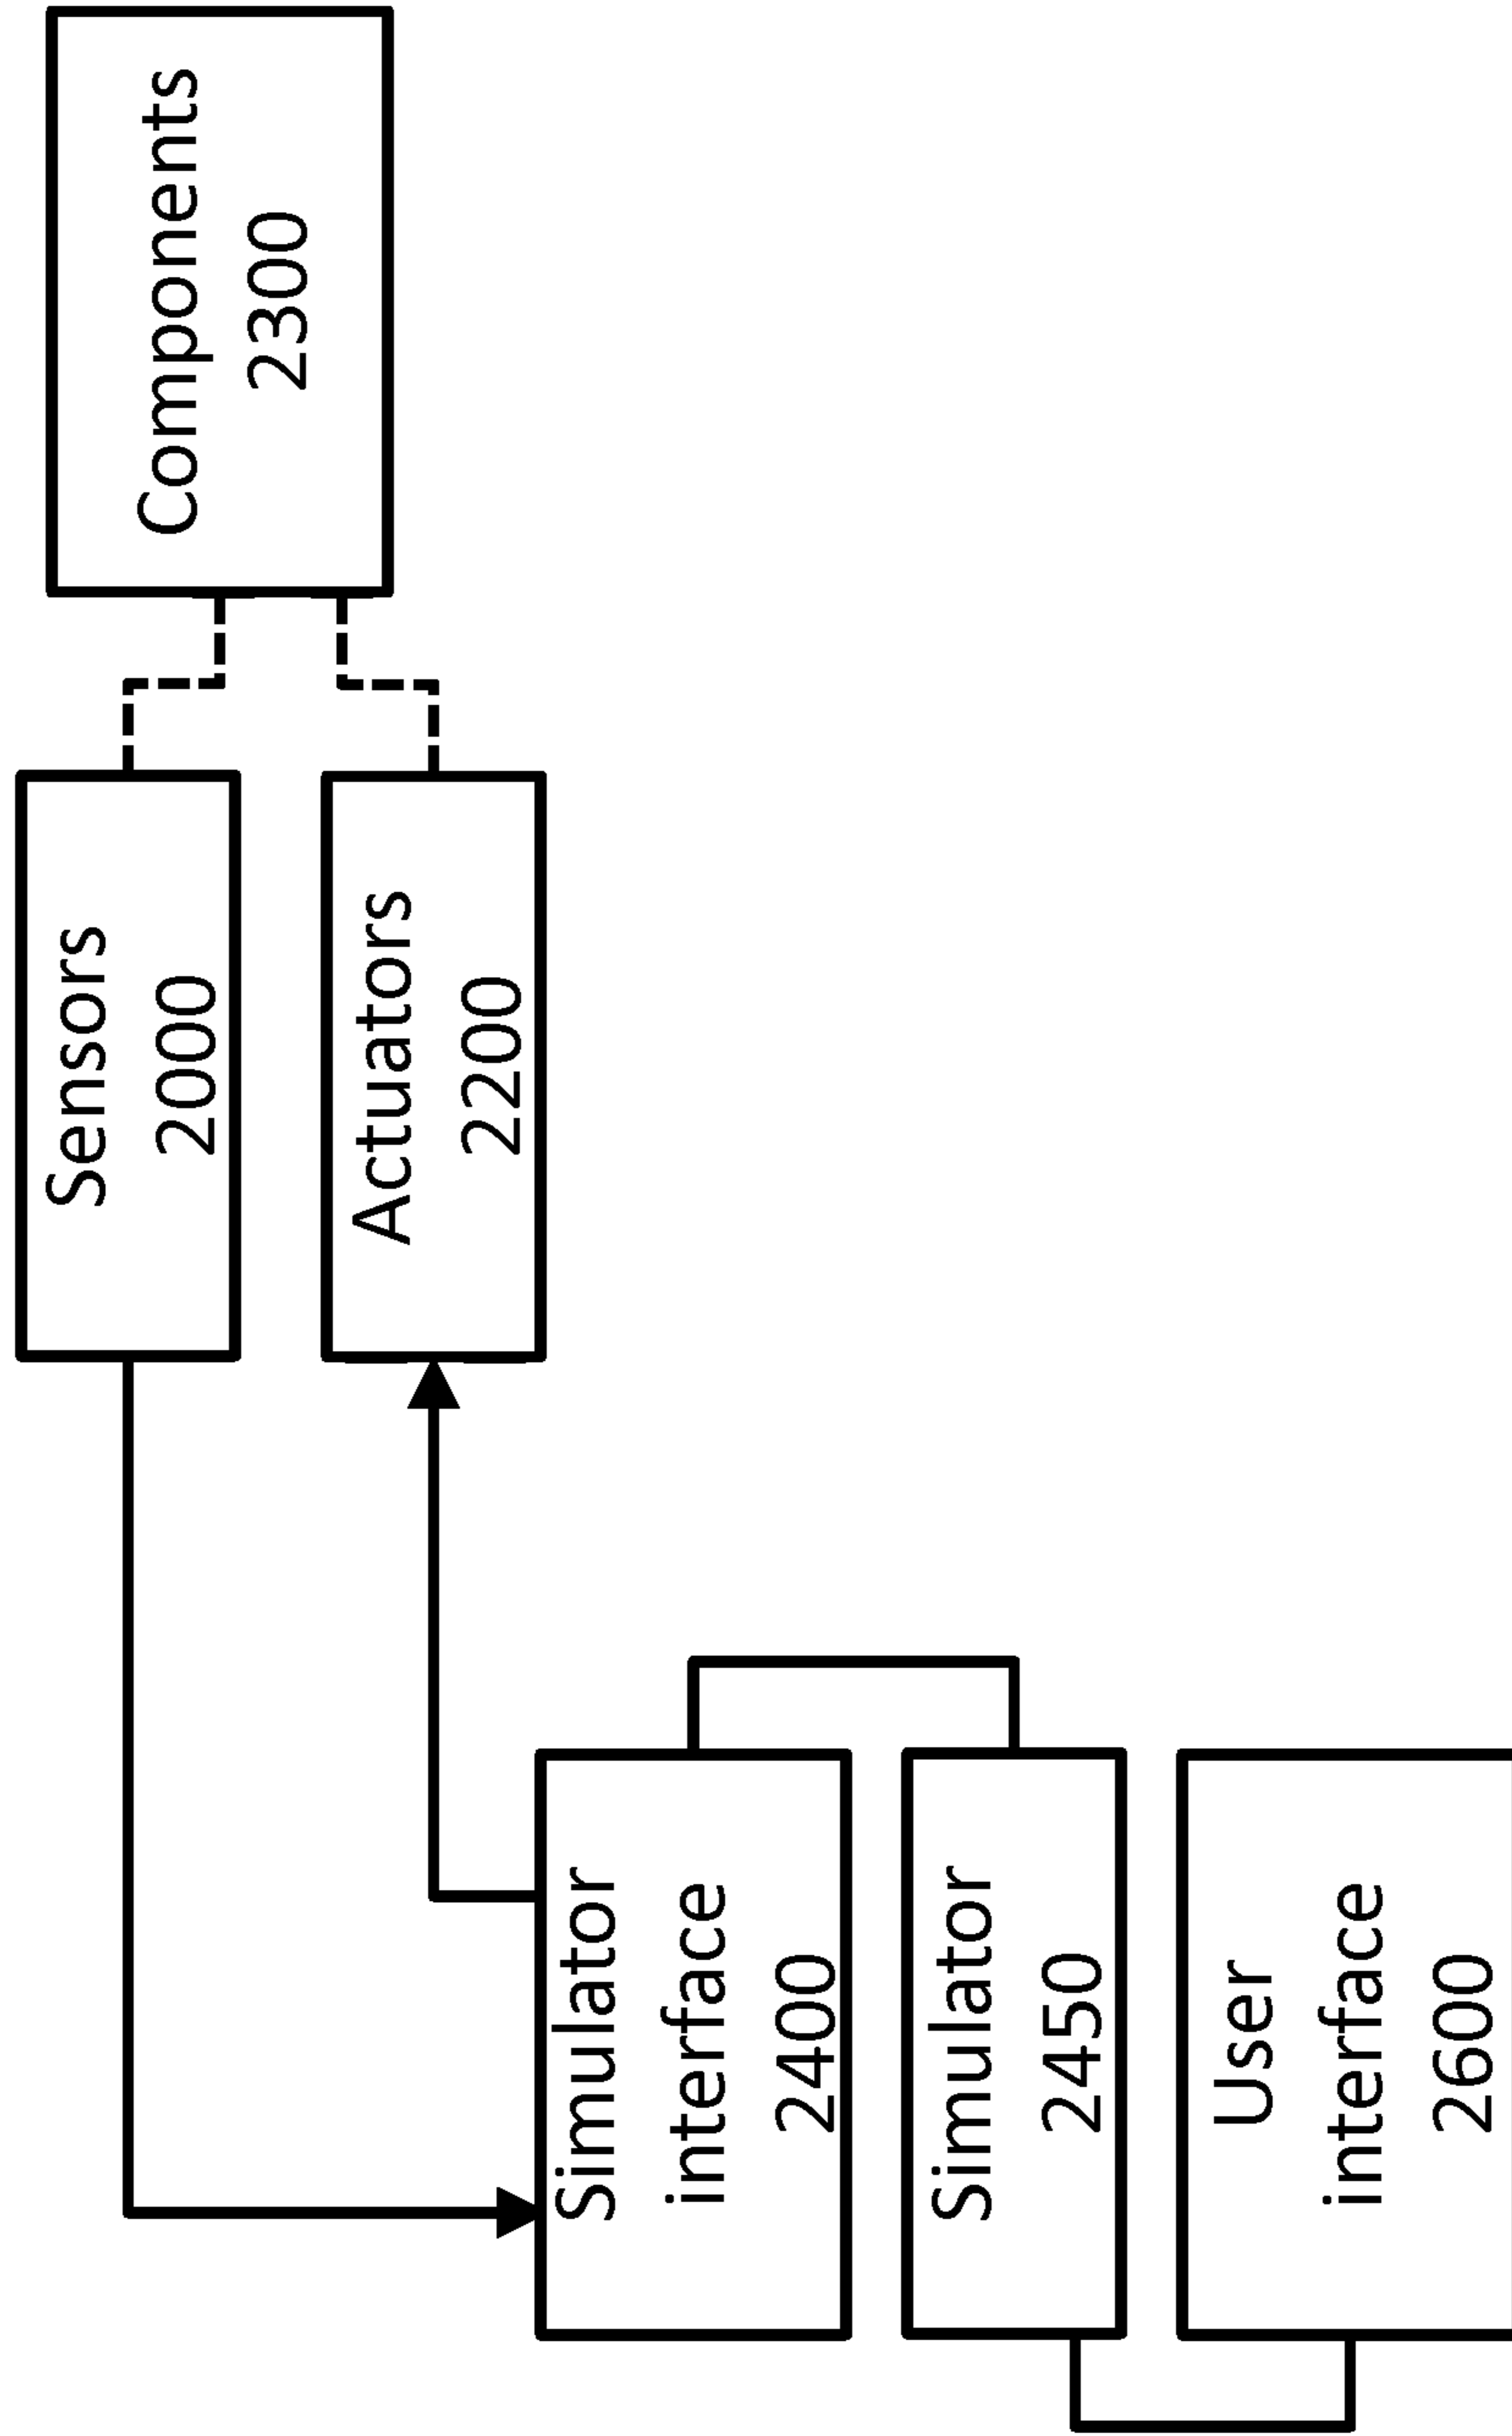 Sensors
2000
Components
2300
Actuators
2200
Simulator
interface
2400
Simulator
2450
User
interface
2600